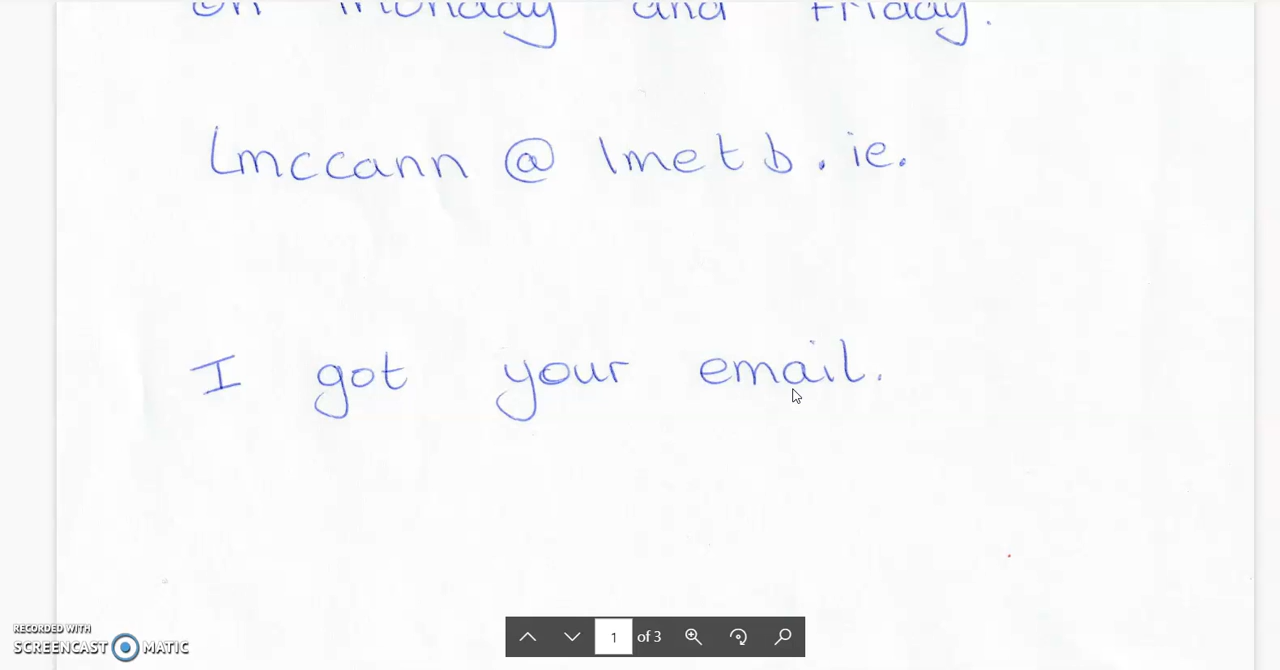 on Monday and Friday.
Lmccann @ lmetb.ie.
I got your email.
1 of 3
RECORDED WITH
SCREENCAST MATIC